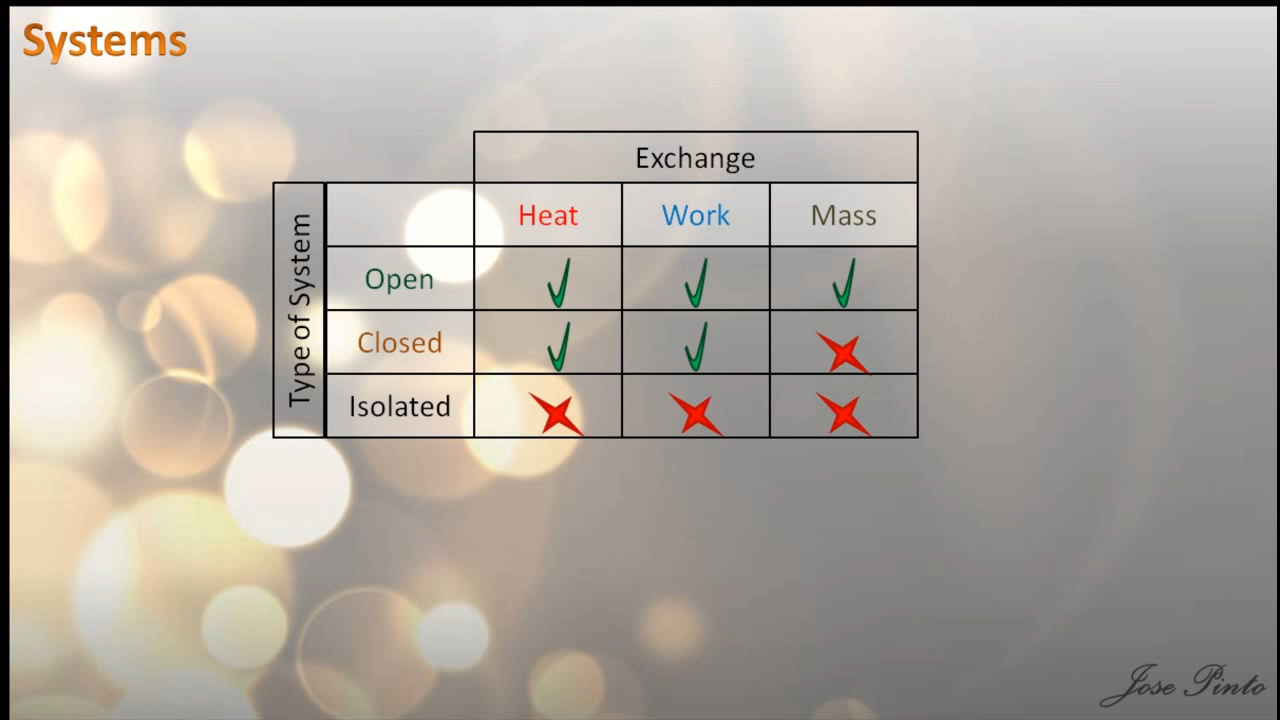 Systems
Exchange
Heat Work Mass
Type of System
Open
Closed
Isolated
Jose Pinto